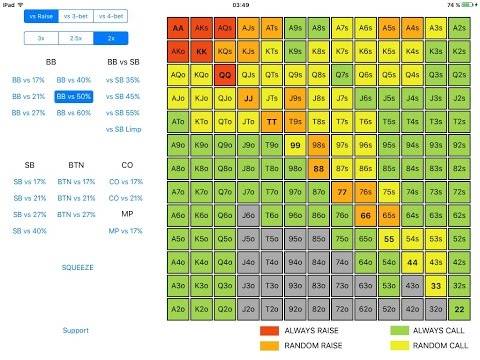 iPad 03:49 74 %
vs Raise vs 3-bet vs 4-bet
3x 2.5x 2x
BB BB vs SB
BB vs 17% BB vs 40% vs SB 35%
BB vs 21% BB vs 50% vs SB 45%
BB vs 27% BB vs 60% vs SB 55%
vs SB Limp
SB BTN CO
SB vs 17% BTN vs 17% CO vs 17%
SB vs 21% BTN vs 21% CO vs 21%
SB vs 27% BTN vs 27% MP
SB vs 40% MP vs 17%
SQUEEZE
Support
AA AKs AQs AJs ATs A9s A8s A7s A6s A5s A4s A3s A2s
AKo KK KQs KJs KTs K9s K8s K7s K6s K5s K4s K3s K2s
AQo KQo QQ QJs QTs Q9s Q8s Q7s Q6s Q5s Q4s Q3s Q2s
AJo KJo QJo JJ JTs J9s J8s J7s J6s J5s J4s J3s J2s
ATo KTo QTo JTo TT T9s T8s T7s T6s T5s T4s T3s T2s
A9o K9o Q9o J9o T9o 99 98s 97s 96s 95s 94s 93s 92s
A8o K8o Q8o J8o T8o 98o 88 87s 86s 85s 84s 83s 82s
A7o K7o Q7o J7o T7o 97o 87o 77 76s 75s 74s 73s 72s
A6o K6o Q6o J6o T6o 96o 86o 76o 66 65s 64s 63s 62s
A5o K5o Q5o J5o T5o 95o 85o 75o 65o 55 54s 53s 52s
A4o K4o Q4o J4o T4o 94o 84o 74o 64o 54o 44 43s 42s
A3o K3o Q3o J3o T3o 93o 83o 73o 63o 53o 43o 33 32s
A2o K2o Q2o J2o T2o 92o 82o 72o 62o 52o 42o 32o 22
ALWAYS RAISE ALWAYS CALL
RANDOM RAISE RANDOM CALL